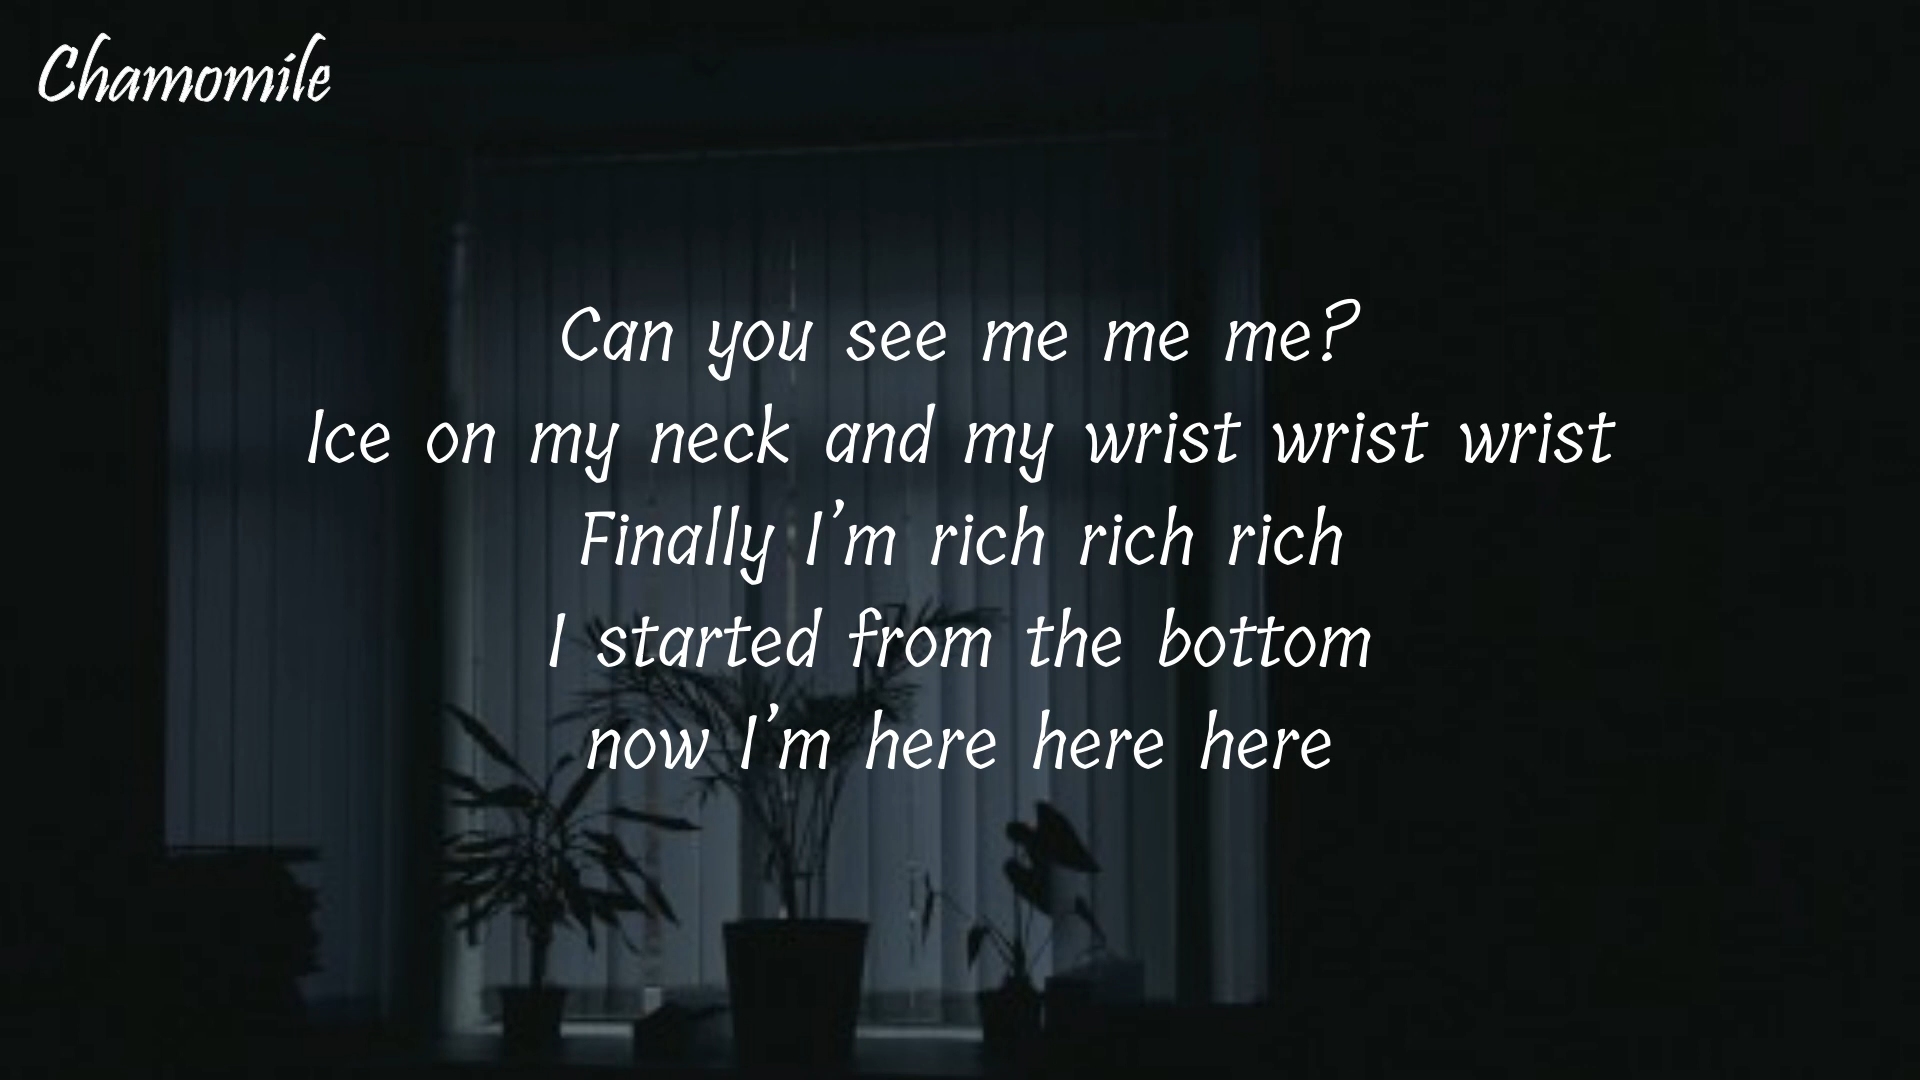 Chamomile
Can you see me me me?
Ice on my neck and my wrist wrist wrist
Finally I’m rich rich rich
I started from the bottom
now I’m here here here